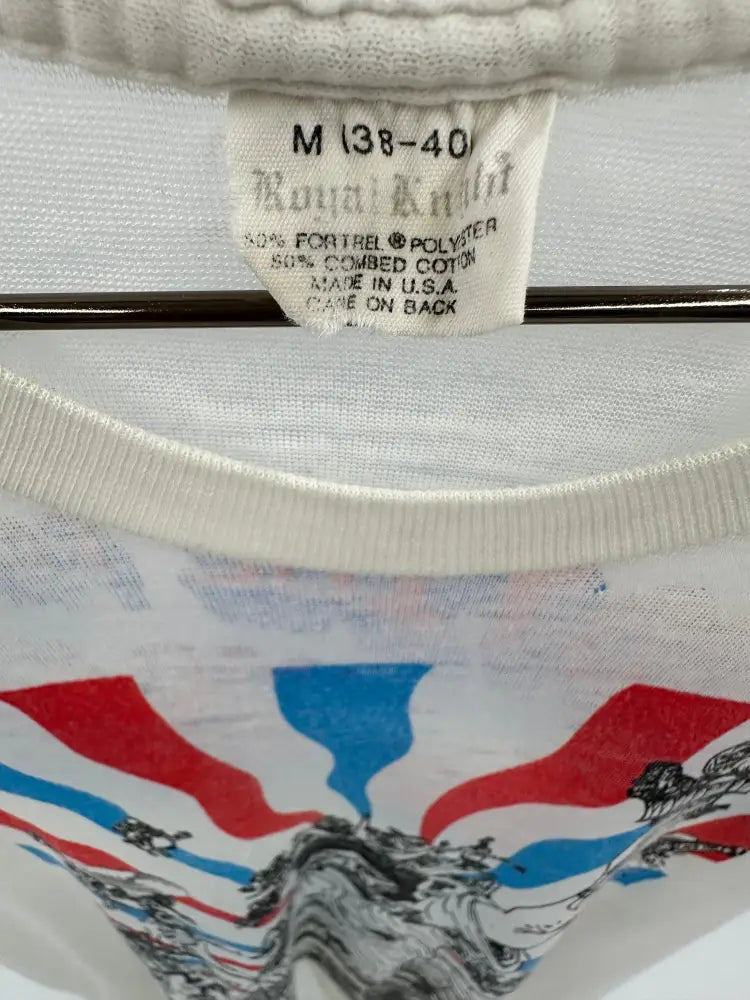 M (38-40)
Royal Knight
50% FORTREL® POLYESTER
50% COMBED COTTON
MADE IN U.S.A.
CARE ON BACK